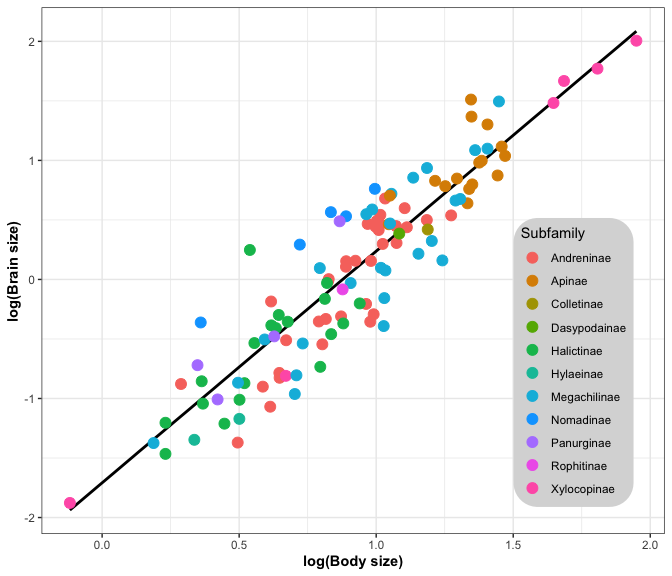 2
1
0
-1
-2
log(Brain size)
Subfamily
Andreninae
Apinae
Colletinae
Dasypodainae
Halictinae
Hylaeinae
Megachilinae
Nomadinae
Panurginae
Rophitinae
Xylocopinae
0.0 0.5 1.0 1.5 2.0
log(Body size)